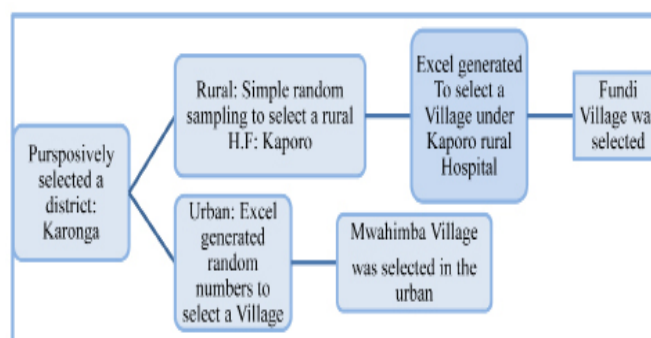 Pursposively
selected a
district:
Karonga
Rural: Simple random
sampling to select a rural
H.F: Kaporo
Excel generated
To select a
Village under
Kaporo rural
Hospital
Fundi
Village wa
selected
Urban: Excel
generated
random
numbers to
select a Village
Mwahimba Village
was selected in the
urban